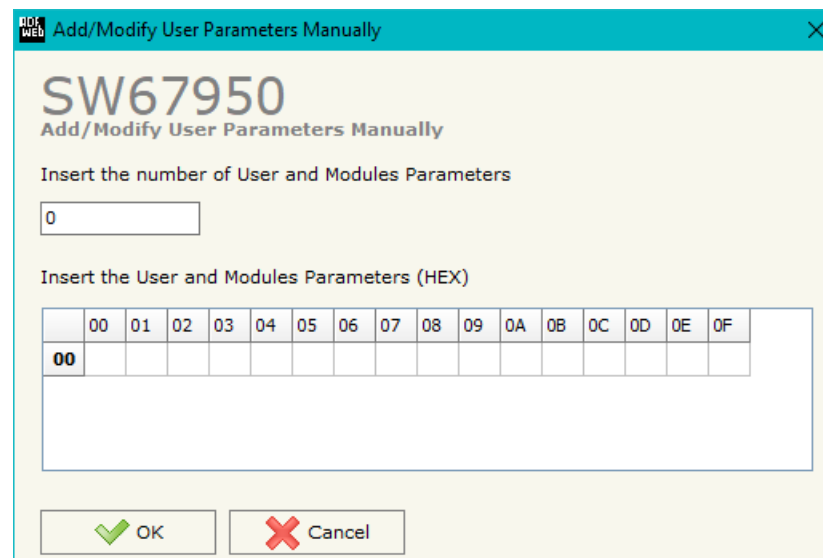 ADF WEB Add/Modify User Parameters Manually
SW67950
Add/Modify User Parameters Manually
Insert the number of User and Modules Parameters
0
Insert the User and Modules Parameters (HEX)
00 01 02 03 04 05 06 07 08 09 0A 0B 0C 0D 0E 0F
00
OK Cancel